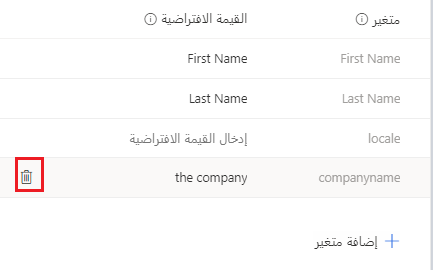 متغير القيمة الافتراضية
First Name First Name
Last Name Last Name
locale إدخال القيمة الافتراضية
companyname the company
إضافة متغير